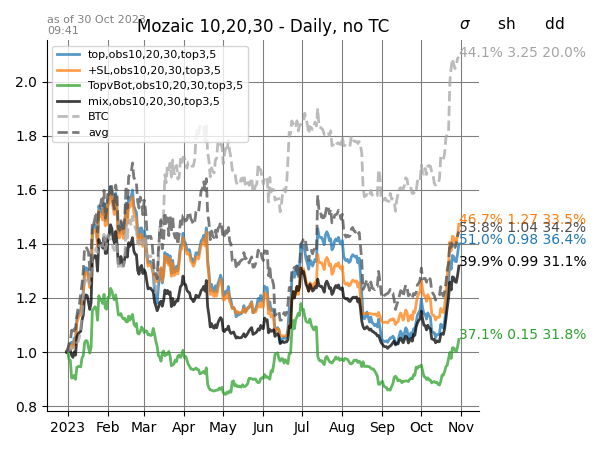 as of 30 Oct 2023
09:41
Mozaic 10,20,30 - Daily, no TC
σ sh dd
top,obs10,20,30,top3,5
+SL,obs10,20,30,top3,5
TopvBot,obs10,20,30,top3,5
mix,obs10,20,30,top3,5
BTC
avg
44.1% 3.25 20.0%
46.7% 1.27 33.5%
53.8% 1.04 34.2%
51.0% 0.98 36.4%
39.9% 0.99 31.1%
37.1% 0.15 31.8%
2.0
1.8
1.6
1.4
1.2
1.0
0.8
2023 Feb Mar Apr May Jun Jul Aug Sep Oct Nov